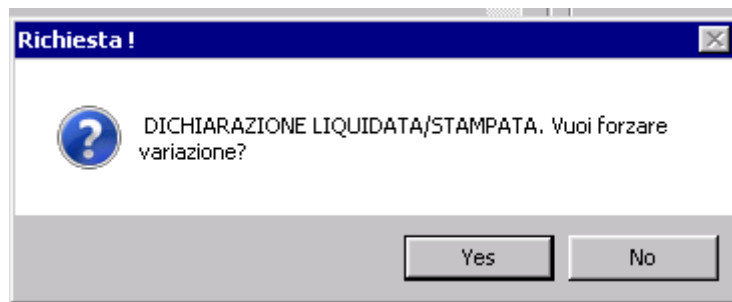 Richiesta !
DICHIARAZIONE LIQUIDATA/STAMPATA. Vuoi forzare
variazione?
Yes
No